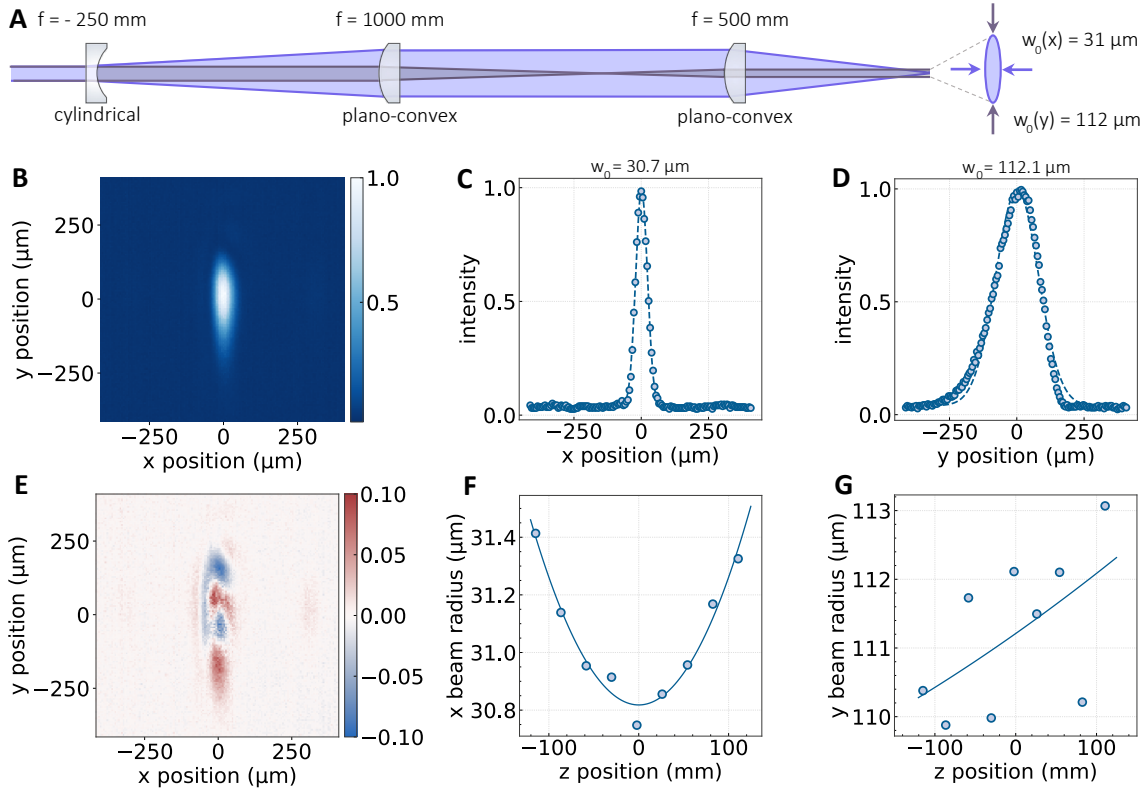 A
f = - 250 mm
f = 1000 mm
f = 500 mm
w₀(x) = 31 µm
cylindrical
plano-convex
plano-convex
w₀(y) = 112 µm
B
y position (µm)
250
0
−250
−250
0
250
x position (µm)
1.0
0.5
C
w₀ = 30.7 µm
intensity
1.0
0.5
0.0
−250
0
250
x position (µm)
D
w₀ = 112.1 µm
intensity
1.0
0.5
0.0
−250
0
250
y position (µm)
E
y position (µm)
250
0
−250
−250
0
250
x position (µm)
0.10
0.05
0.00
−0.05
−0.10
F
x beam radius (µm)
31.4
31.2
31.0
30.8
−100
0
100
z position (mm)
G
y beam radius (µm)
113
112
111
110
−100
0
100
z position (mm)